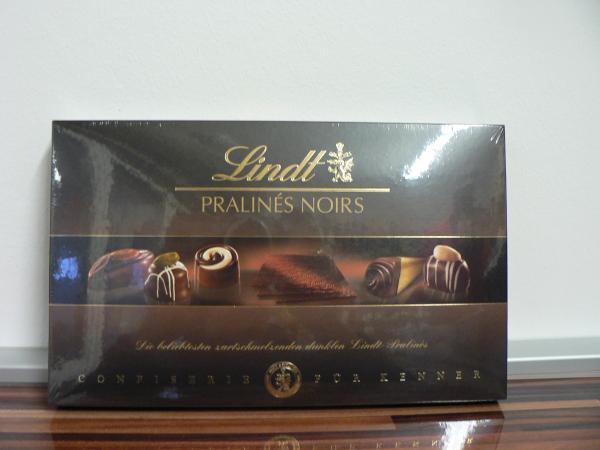 Lindt
PRALINÉS NOIRS
Die beliebtesten zartschmelzenden dunklen Lindt-Pralinés
CONFISERIE FÜR KENNER